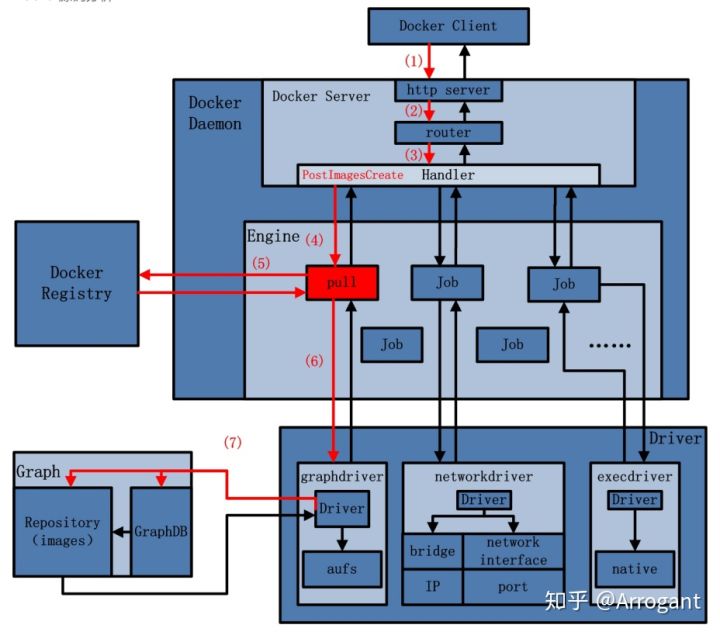 Docker Client
(1)
http server
Docker Server
Docker
Daemon
(2)
router
(3)
PostImagesCreate
Handler
Engine
(4)
(5)
Docker
Registry
pull
Job
Job
Job
Job
······
(6)
(7)
Driver
Graph
graphdriver
networkdriver
execdriver
Driver
Driver
Driver
Repository
(images)
GraphDB
bridge
network
interface
aufs
IP
port
native
知乎 @Arrogant